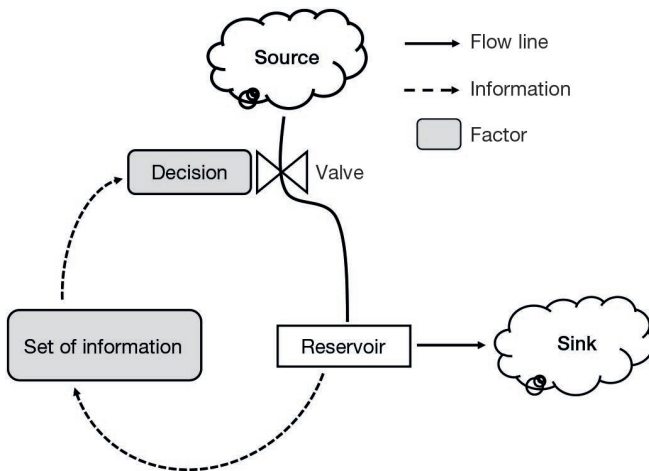 Source
Flow line
Information
Factor
Decision
Valve
Set of information
Reservoir
Sink